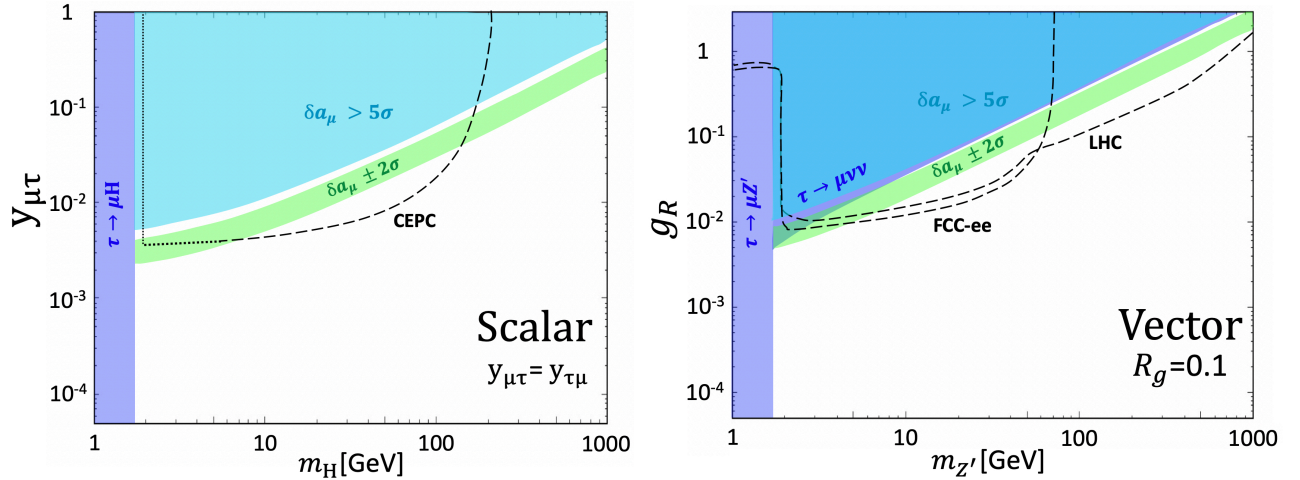 1
10⁻¹
10⁻²
10⁻³
10⁻⁴
y_μτ
τ → μH
δa_μ > 5σ
δa_μ ± 2σ
CEPC
Scalar
y_μτ = y_τμ
1
10
100
1000
m_H [GeV]
1
10⁻¹
10⁻²
10⁻³
10⁻⁴
g_R
τ → μZ′
δa_μ > 5σ
τ → μνν
δa_μ ± 2σ
LHC
FCC-ee
Vector
R_g=0.1
1
10
100
1000
m_Z′ [GeV]